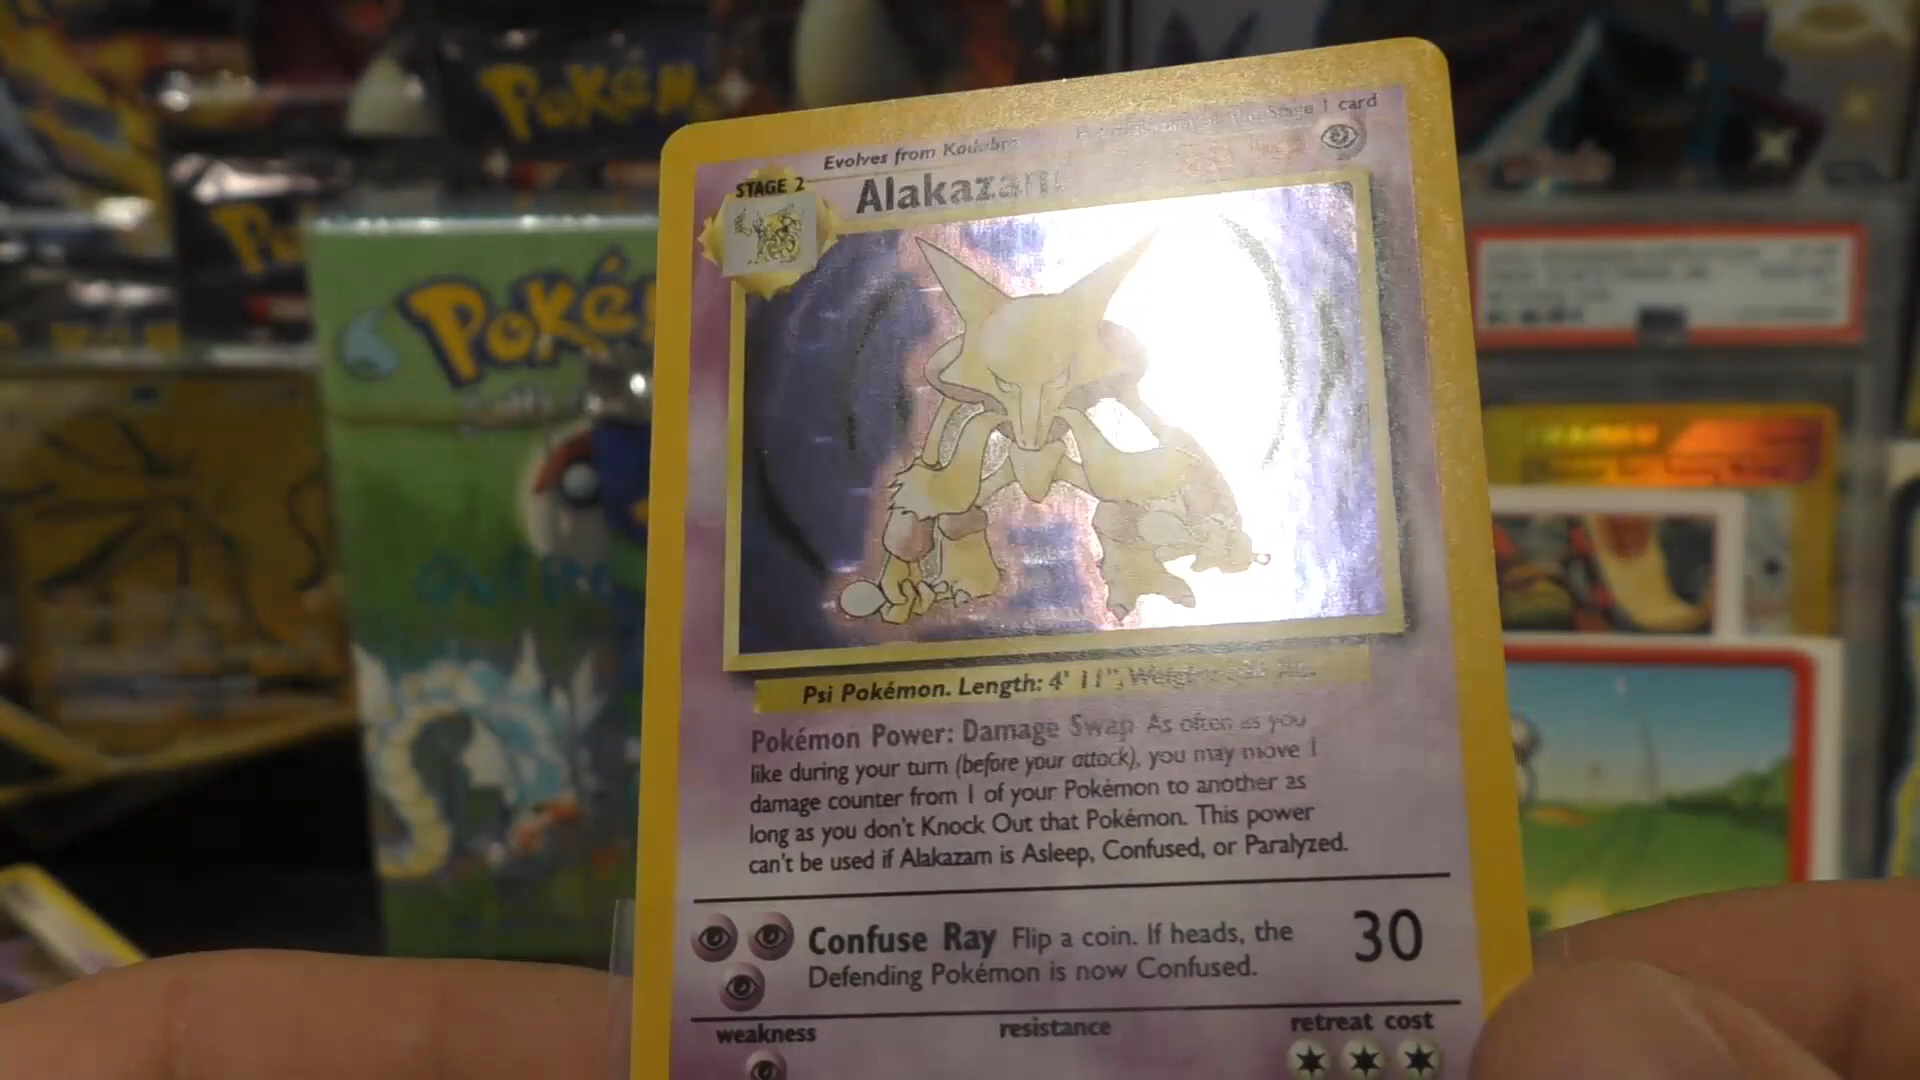 Evolves from Kadabra
Stage 1 card
STAGE 2
Alakazam
Psi Pokémon. Length: 4' 11", Weight:
Pokémon Power: Damage Swap As often as you
like during your turn (before your attack), you may move 1
damage counter from 1 of your Pokémon to another as
long as you don't Knock Out that Pokémon. This power
can't be used if Alakazam is Asleep, Confused, or Paralyzed.
Confuse Ray Flip a coin. If heads, the 30
Defending Pokémon is now Confused.
weakness resistance retreat cost
Pokém
Poké